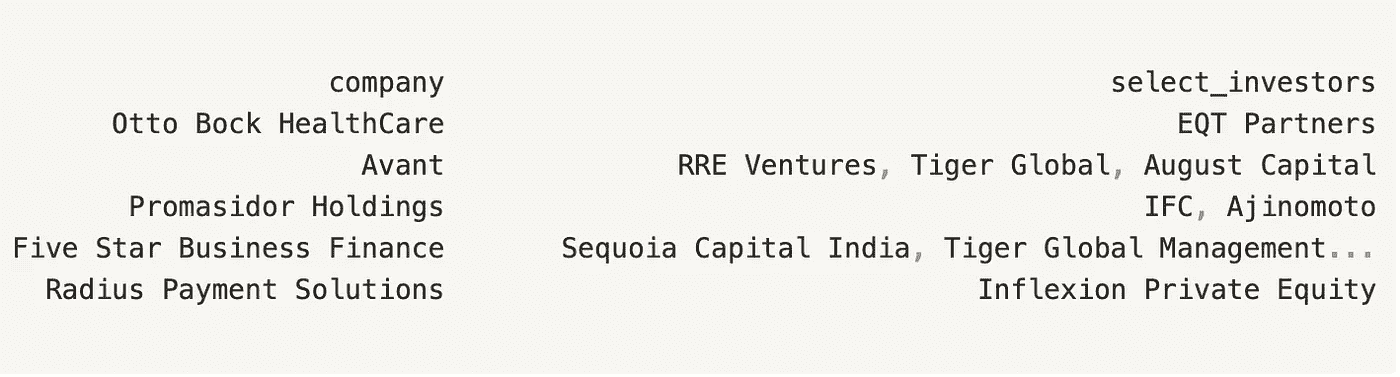 company select_investors
Otto Bock HealthCare EQT Partners
Avant RRE Ventures, Tiger Global, August Capital
Promasidor Holdings IFC, Ajinomoto
Five Star Business Finance Sequoia Capital India, Tiger Global Management...
Radius Payment Solutions Inflexion Private Equity